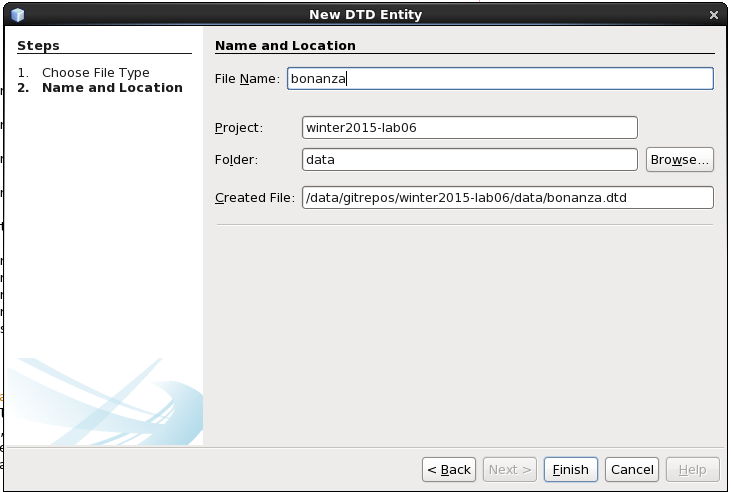 New DTD Entity
Steps
1. Choose File Type
2. Name and Location
Name and Location
File Name: bonanza
Project: winter2015-lab06
Folder: data Browse...
Created File: /data/gitrepos/winter2015-lab06/data/bonanza.dtd
< Back Next > Finish Cancel Help